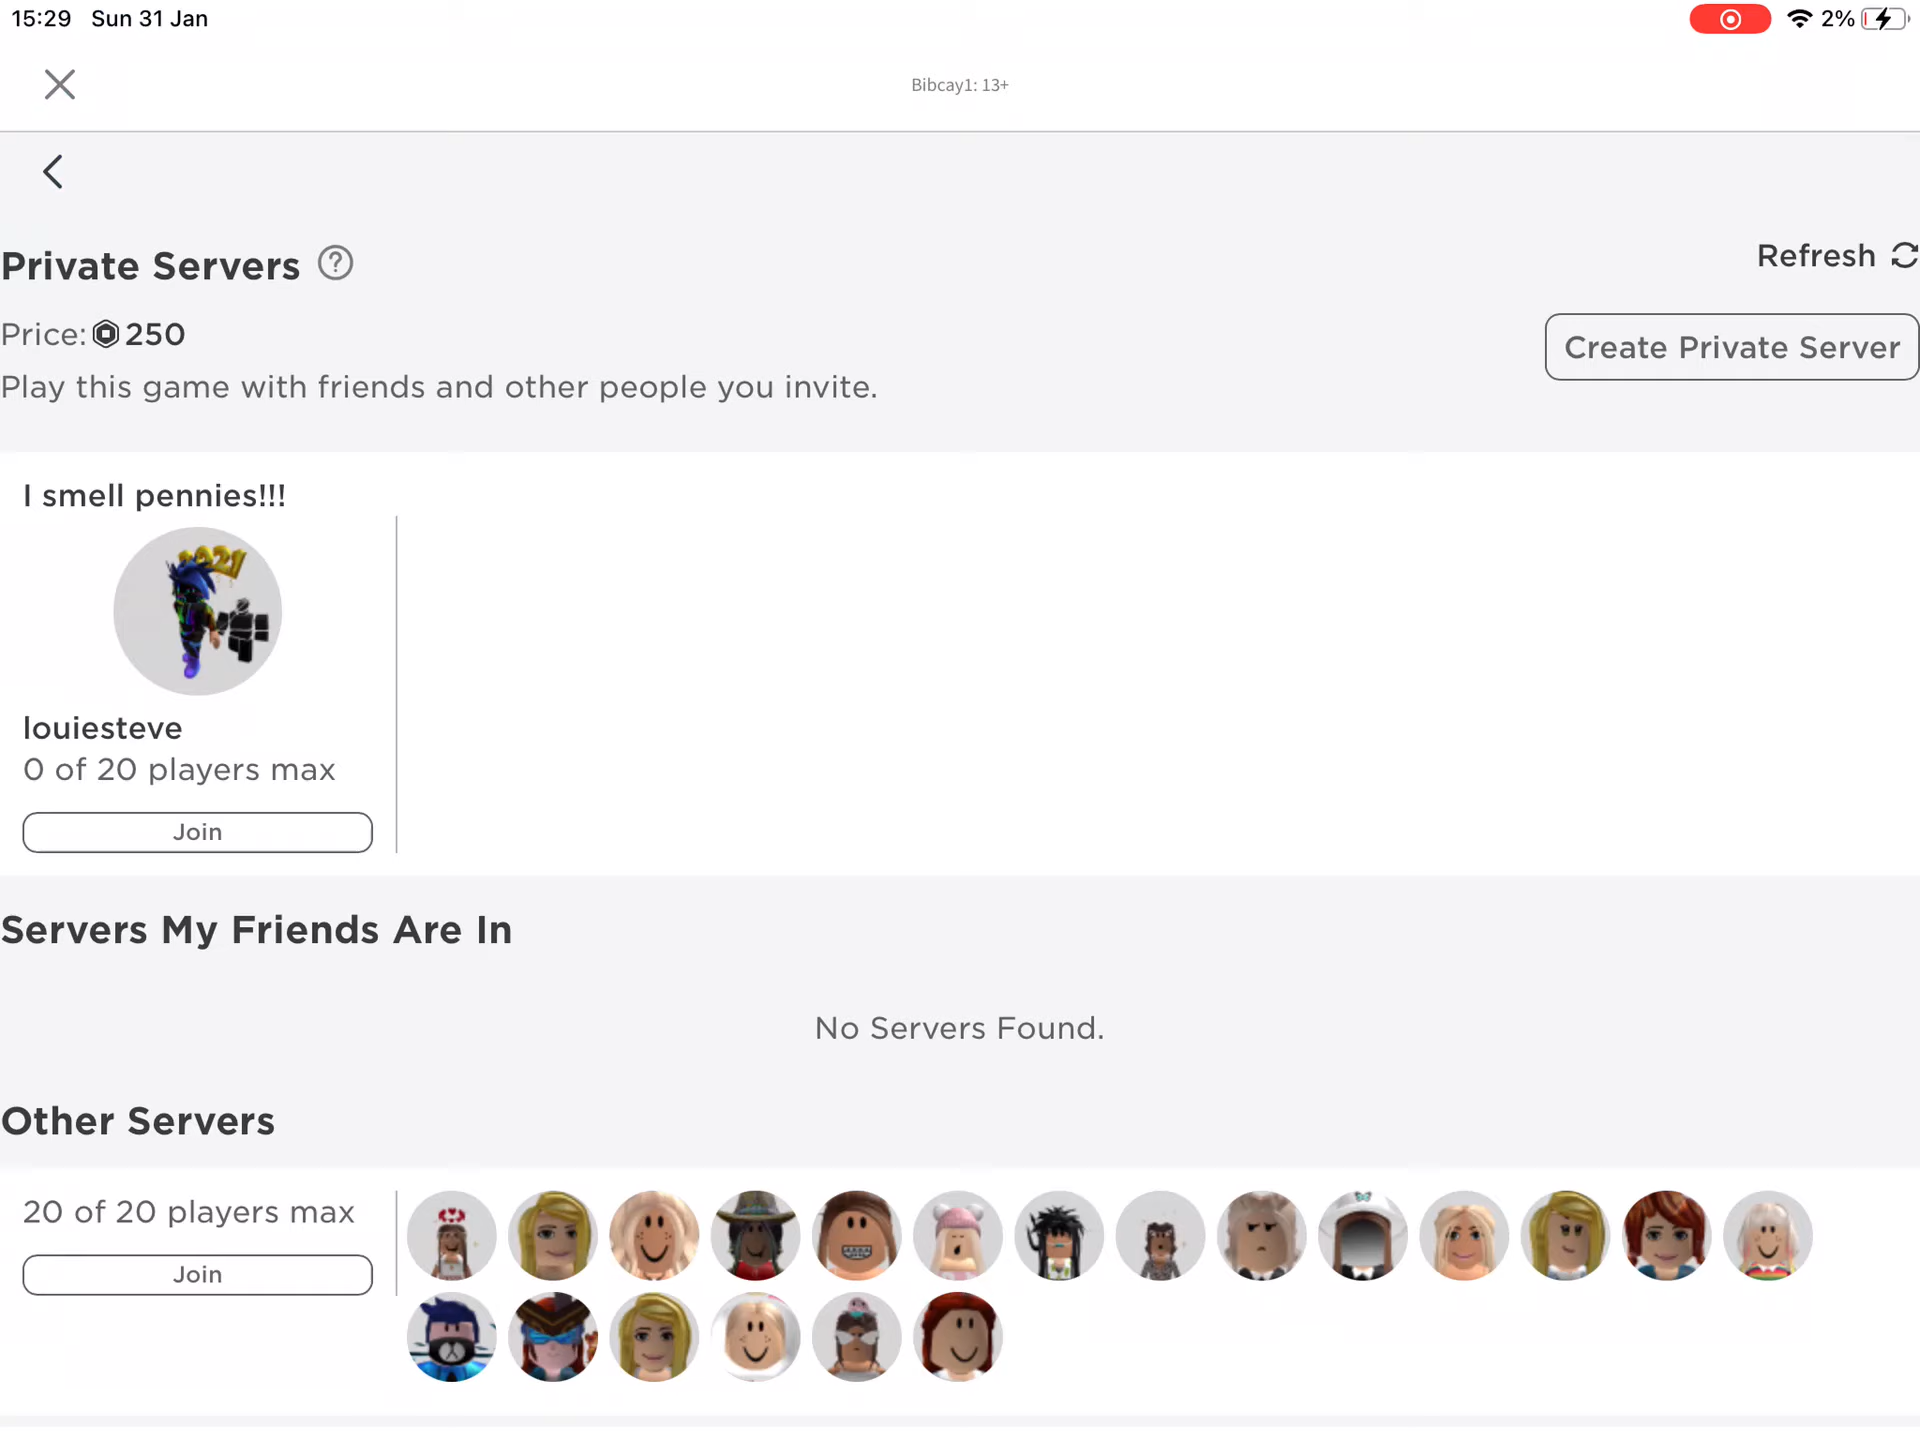 15:29 Sun 31 Jan
2%
Bibcay1: 13+
Private Servers ?
Refresh
Price: 250
Create Private Server
Play this game with friends and other people you invite.
I smell pennies!!!
2021
louiesteve
0 of 20 players max
Join
Servers My Friends Are In
No Servers Found.
Other Servers
20 of 20 players max
Join